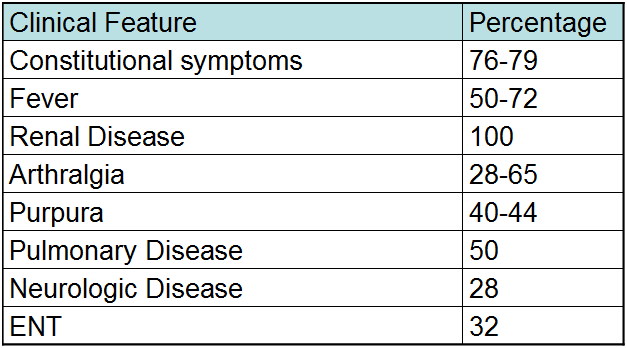 Clinical Feature Percentage
Constitutional symptoms 76-79
Fever 50-72
Renal Disease 100
Arthralgia 28-65
Purpura 40-44
Pulmonary Disease 50
Neurologic Disease 28
ENT 32